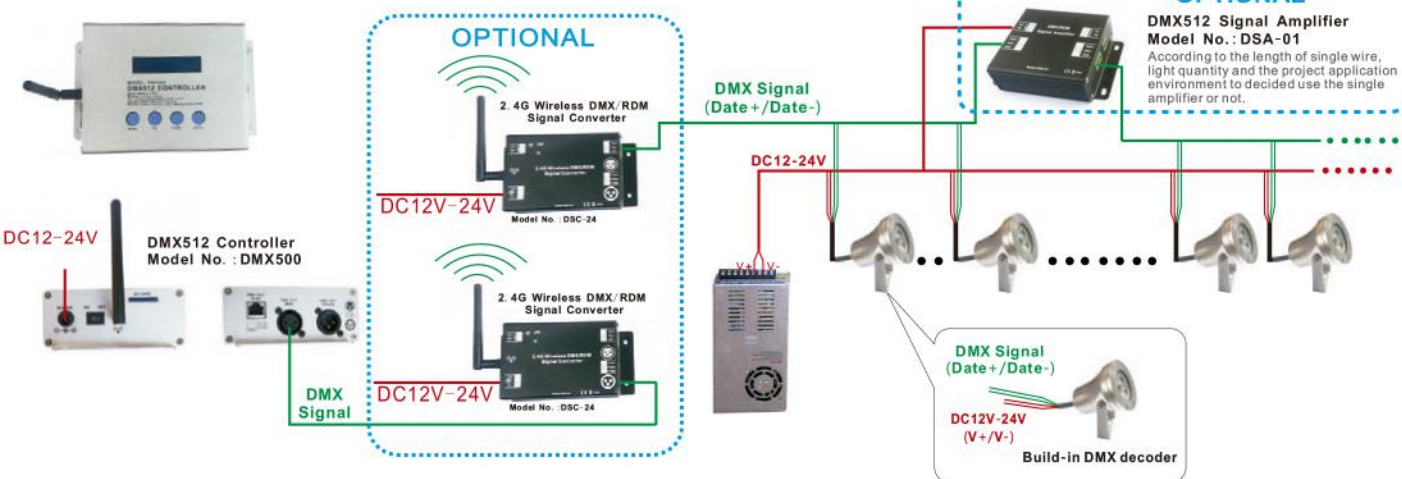 OPTIONAL
DMX512 Signal Amplifier
Model No.: DSA-01
According to the length of single wire,
light quantity and the project application
environment to decided use the single
amplifier or not.
OPTIONAL
2. 4G Wireless DMX/RDM
Signal Converter
DC12V-24V
Model No. :DSC-24
2. 4G Wireless DMX/RDM
Signal Converter
DC12V-24V
Model No. :DSC-24
DMX512 CONTROLLER
DC12-24V
DMX512 Controller
Model No. :DMX500
DMX
Signal
DMX Signal
(Date+/Date-)
DC12-24V
V+
V-
DMX Signal
(Date+/Date-)
DC12V-24V
(V+/V-)
Build-in DMX decoder